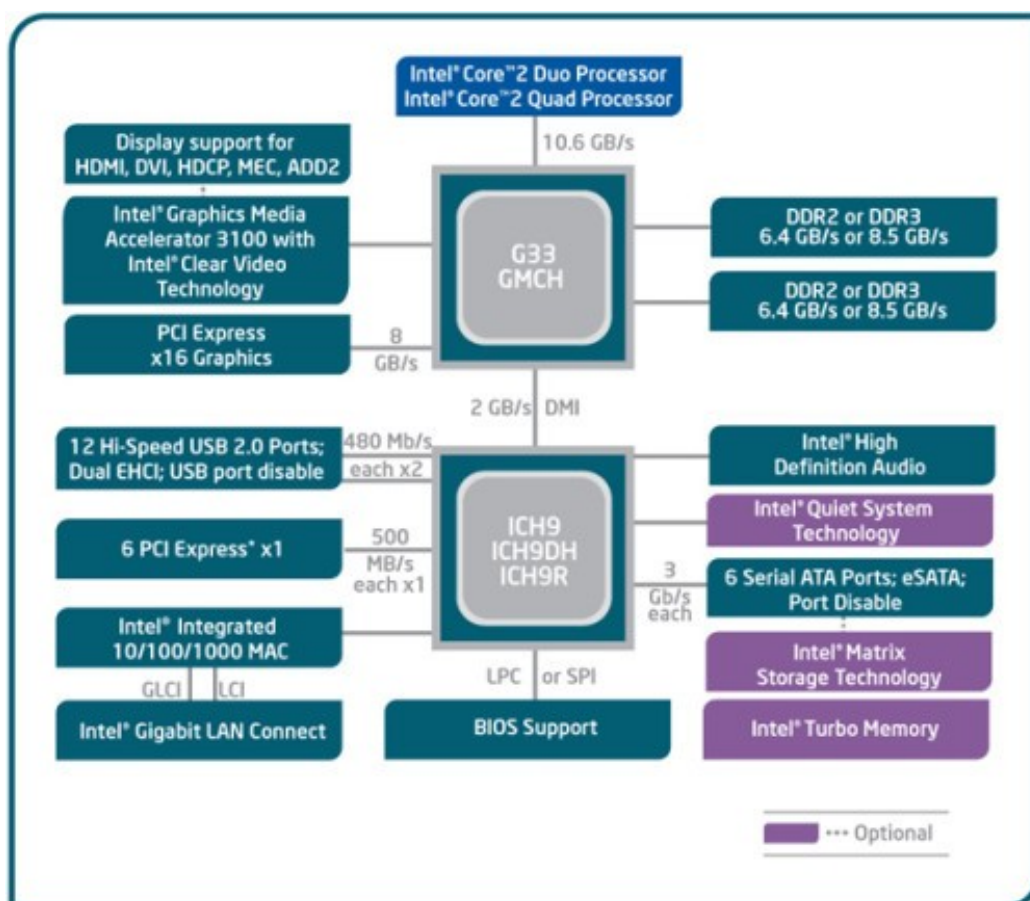 Intel® Core™2 Duo Processor
Intel® Core™2 Quad Processor
10.6 GB/s
Display support for
HDMI, DVI, HDCP, MEC, ADD2
Intel® Graphics Media
Accelerator 3100 with
Intel® Clear Video
Technology
PCI Express
x16 Graphics
8
GB/s
G33
GMCH
DDR2 or DDR3
6.4 GB/s or 8.5 GB/s
DDR2 or DDR3
6.4 GB/s or 8.5 GB/s
2 GB/s DMI
12 Hi-Speed USB 2.0 Ports;
Dual EHCI; USB port disable
480 Mb/s
each x2
6 PCI Express* x1
500
MB/s
each x1
Intel® Integrated
10/100/1000 MAC
GLCI LCI
Intel® Gigabit LAN Connect
ICH9
ICH9DH
ICH9R
LPC or SPI
BIOS Support
Intel® High
Definition Audio
Intel® Quiet System
Technology
3
Gb/s
each
6 Serial ATA Ports; eSATA;
Port Disable
Intel® Matrix
Storage Technology
Intel® Turbo Memory
Optional